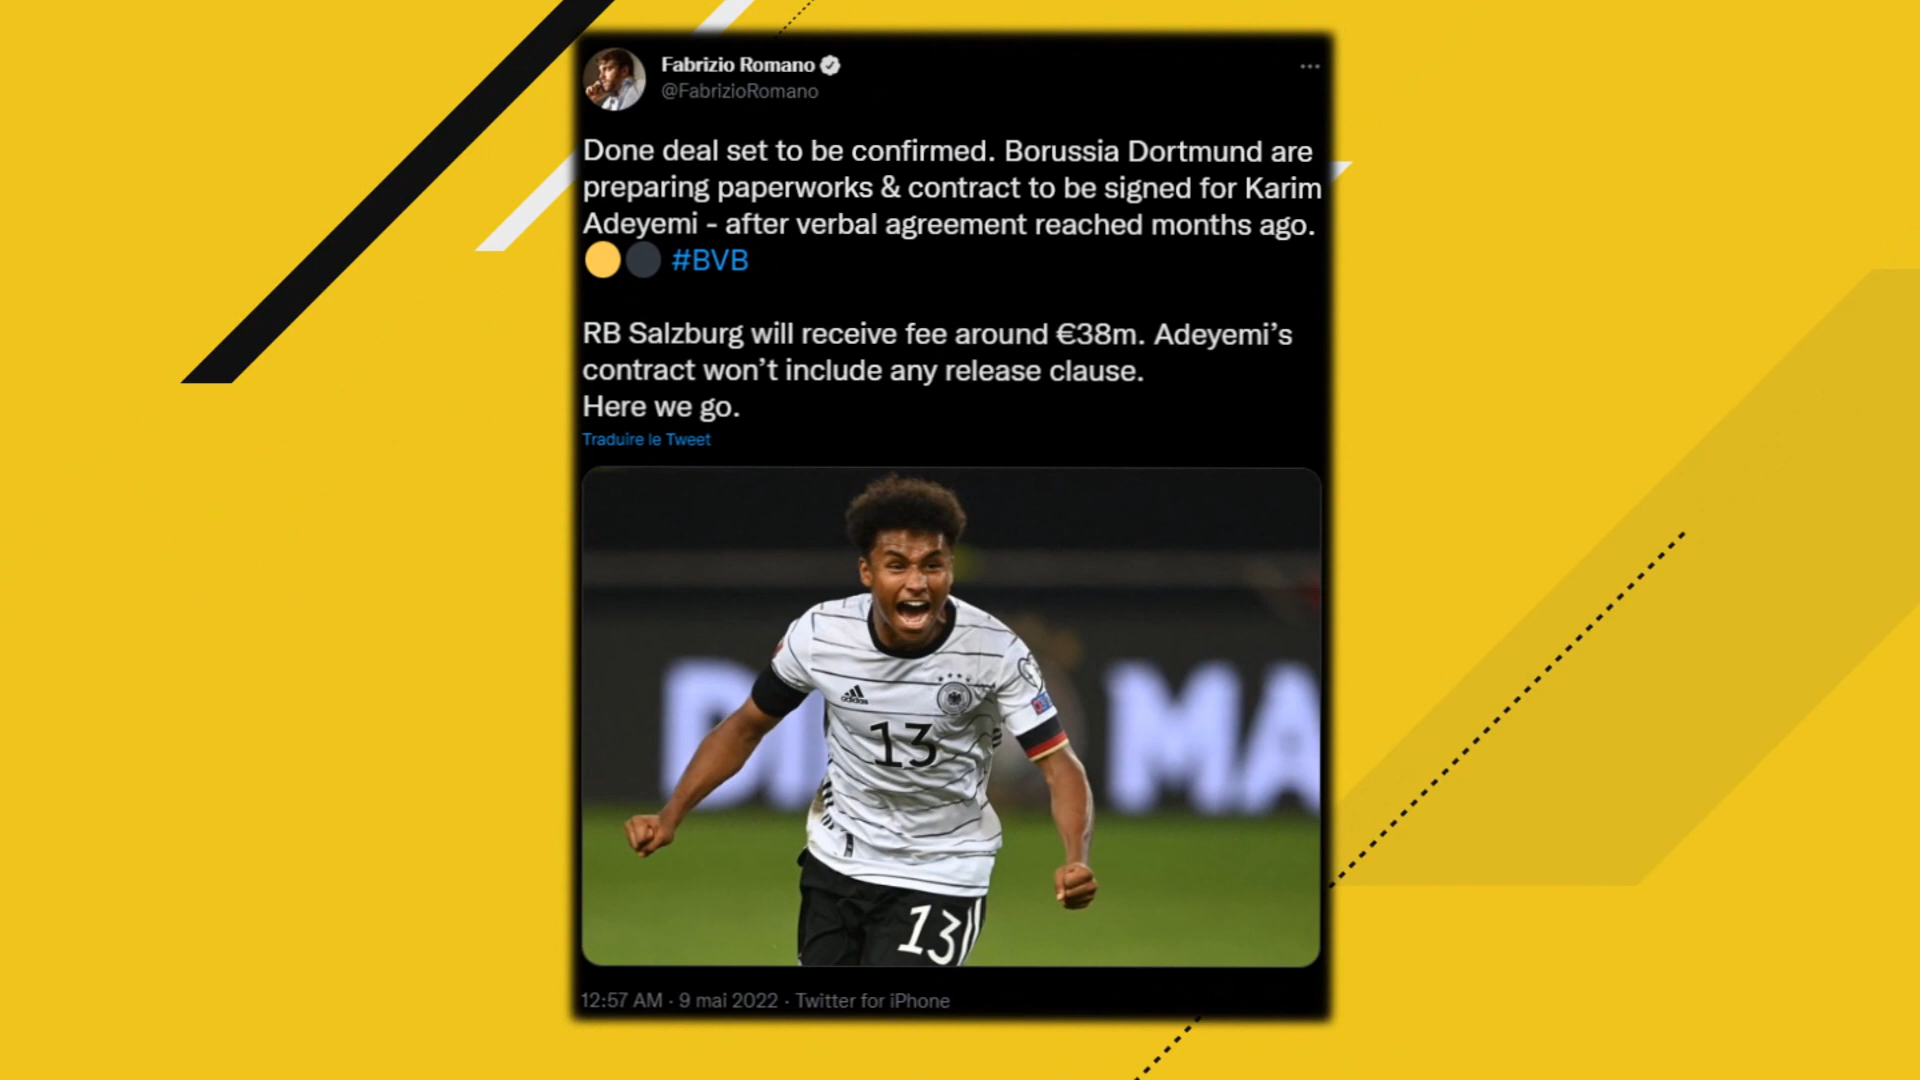 Fabrizio Romano
@FabrizioRomano
Done deal set to be confirmed. Borussia Dortmund are
preparing paperworks & contract to be signed for Karim
Adeyemi - after verbal agreement reached months ago.
#BVB
RB Salzburg will receive fee around €38m. Adeyemi's
contract won't include any release clause.
Here we go.
Traduire le Tweet
DI MA
adidas
13
13
12:57 AM · 9 mai 2022 · Twitter for iPhone